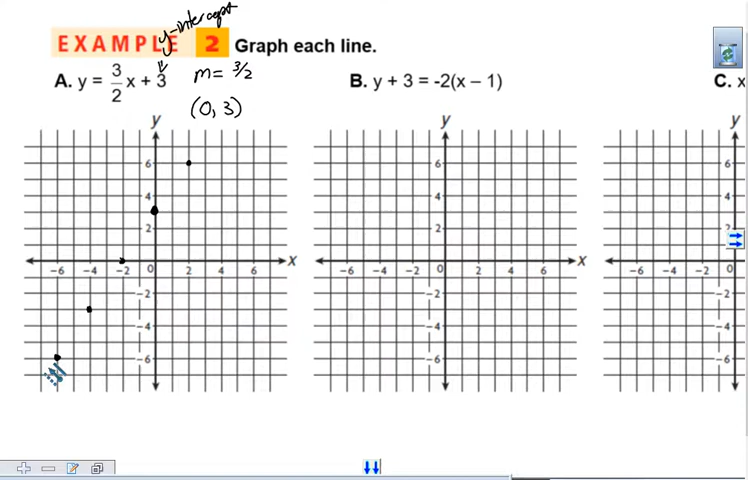 y-intercept
EXAMPLE 2 Graph each line.
A. y = 3/2 x + 3
m = 3/2
(0, 3)
B. y + 3 = -2(x – 1)
C. x
y
6
4
2
-6 -4 -2 0 2 4 6 x
-2
-4
-6
y
6
4
2
-6 -4 -2 0 2 4 6 x
-2
-4
-6
y
6
4
2
-6 -4 -2 0
-2
-4
-6